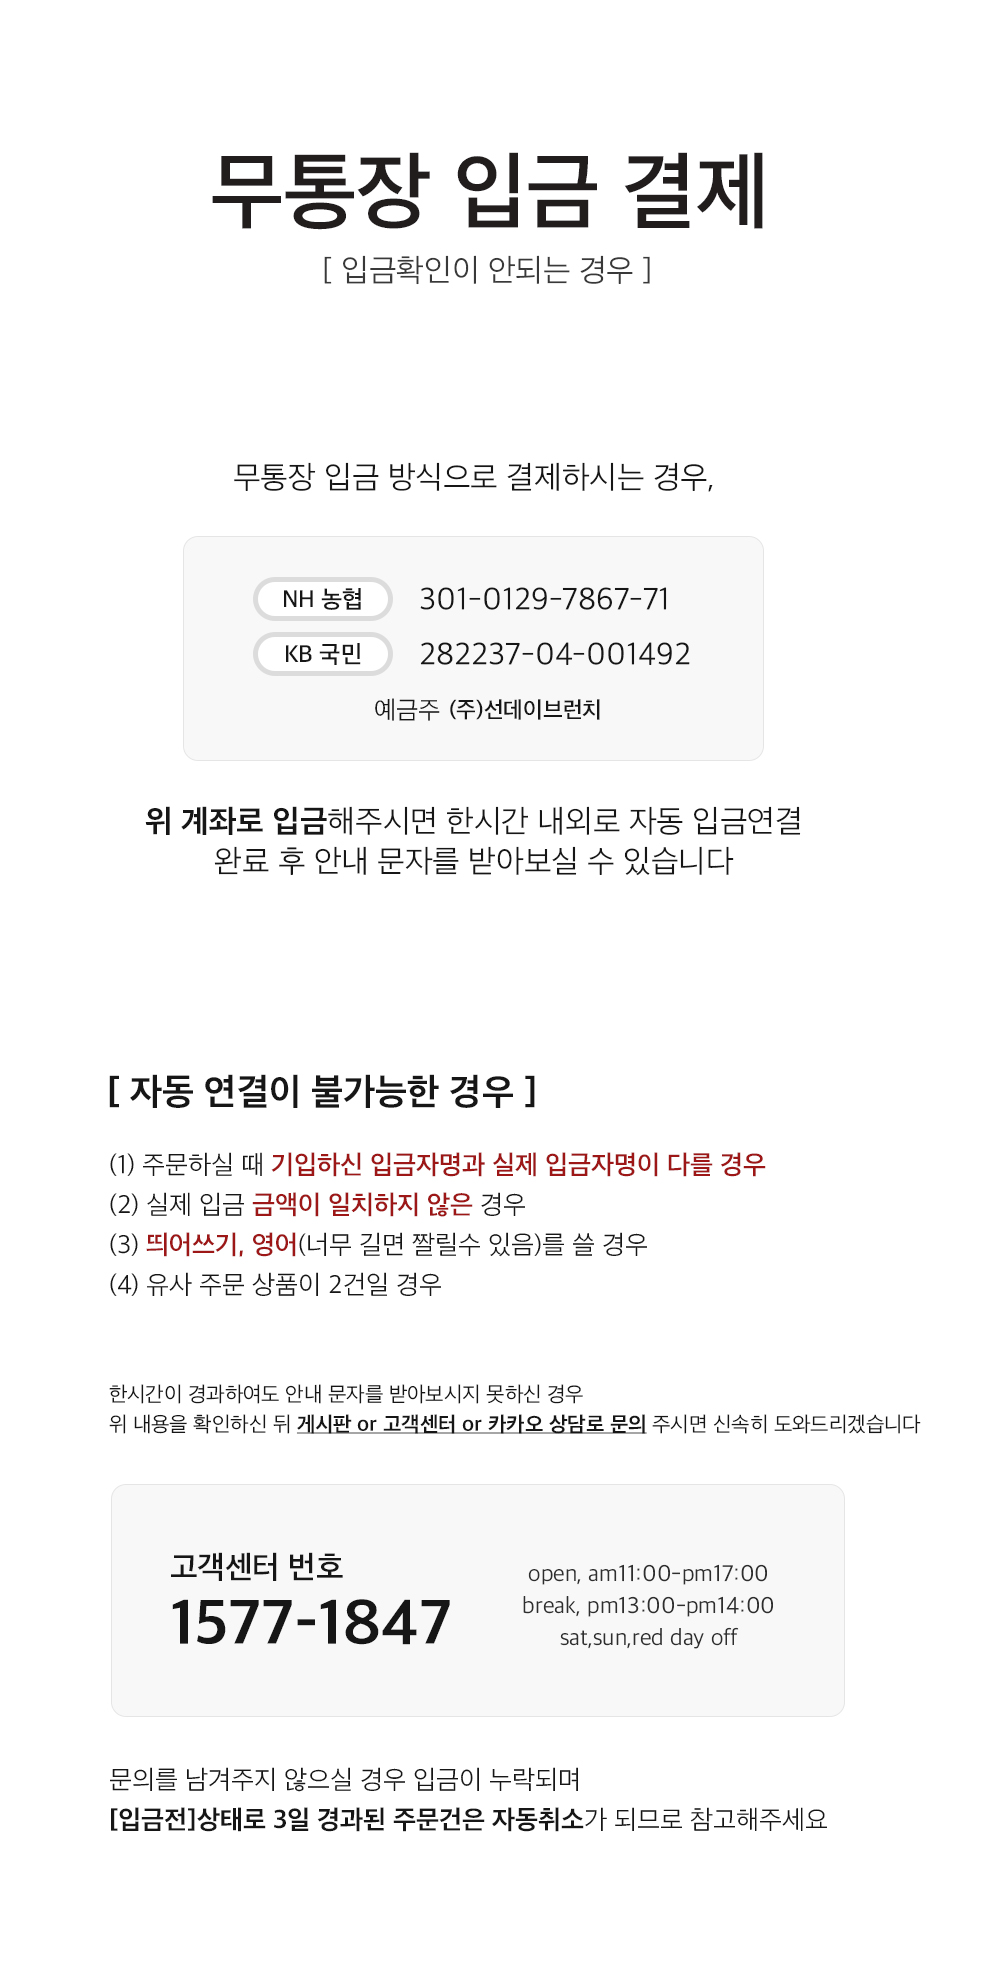 무통장 입금 결제
[ 입금확인이 안되는 경우 ]
무통장 입금 방식으로 결제하시는 경우,
NH 농협 301-0129-7867-71
KB 국민 282237-04-001492
예금주 (주)선데이브런치
위 계좌로 입금해주시면 한시간 내외로 자동 입금연결
완료 후 안내 문자를 받아보실 수 있습니다
[ 자동 연결이 불가능한 경우 ]
(1) 주문하실 때 기입하신 입금자명과 실제 입금자명이 다를 경우
(2) 실제 입금 금액이 일치하지 않은 경우
(3) 띄어쓰기, 영어(너무 길면 짤릴수 있음)를 쓸 경우
(4) 유사 주문 상품이 2건일 경우
한시간이 경과하여도 안내 문자를 받아보시지 못하신 경우
위 내용을 확인하신 뒤 게시판 or 고객센터 or 카카오 상담로 문의 주시면 신속히 도와드리겠습니다
고객센터 번호
1577-1847
open, am11:00-pm17:00
break, pm13:00-pm14:00
sat,sun,red day off
문의를 남겨주지 않으실 경우 입금이 누락되며
[입금전]상태로 3일 경과된 주문건은 자동취소가 되므로 참고해주세요